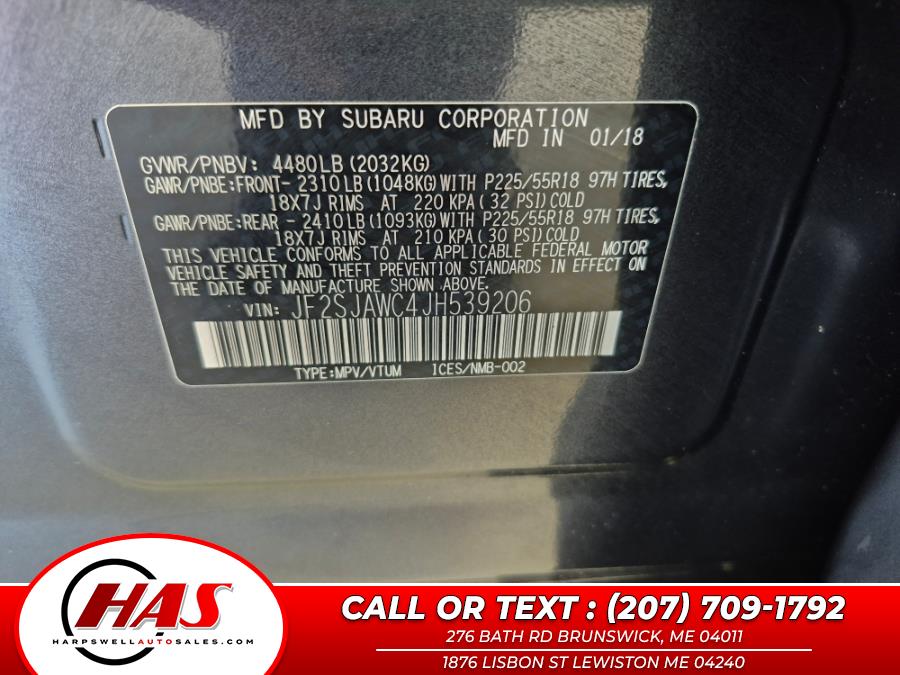 MFD BY SUBARU CORPORATION
MFD IN 01/18
GVWR/PNBV: 4480LB(2032KG)
GAWR/PNBE:FRONT- 2310LB(1048KG)WITH P225/55R18 97H TIRES,
18X7J RIMS AT 220 KPA(32 PSI)COLD
GAWR/PNBE:REAR - 2410LB(1093KG)WITH P225/55R18 97H TIRES,
18X7J RIMS AT 210 KPA(30 PSI)COLD
THIS VEHICLE CONFORMS TO ALL APPLICABLE FEDERAL MOTOR
VEHICLE SAFETY AND THEFT PREVENTION STANDARDS IN EFFECT ON
THE DATE OF MANUFACTURE SHOWN ABOVE.
VIN: JF2SJAWC4JH539206
TYPE:MPV/VTUM ICES/NMB-002
HAS
HARPSWELLAUTOSALES.COM
CALL OR TEXT : (207) 709-1792
276 BATH RD BRUNSWICK, ME 04011
1876 LISBON ST LEWISTON ME 04240